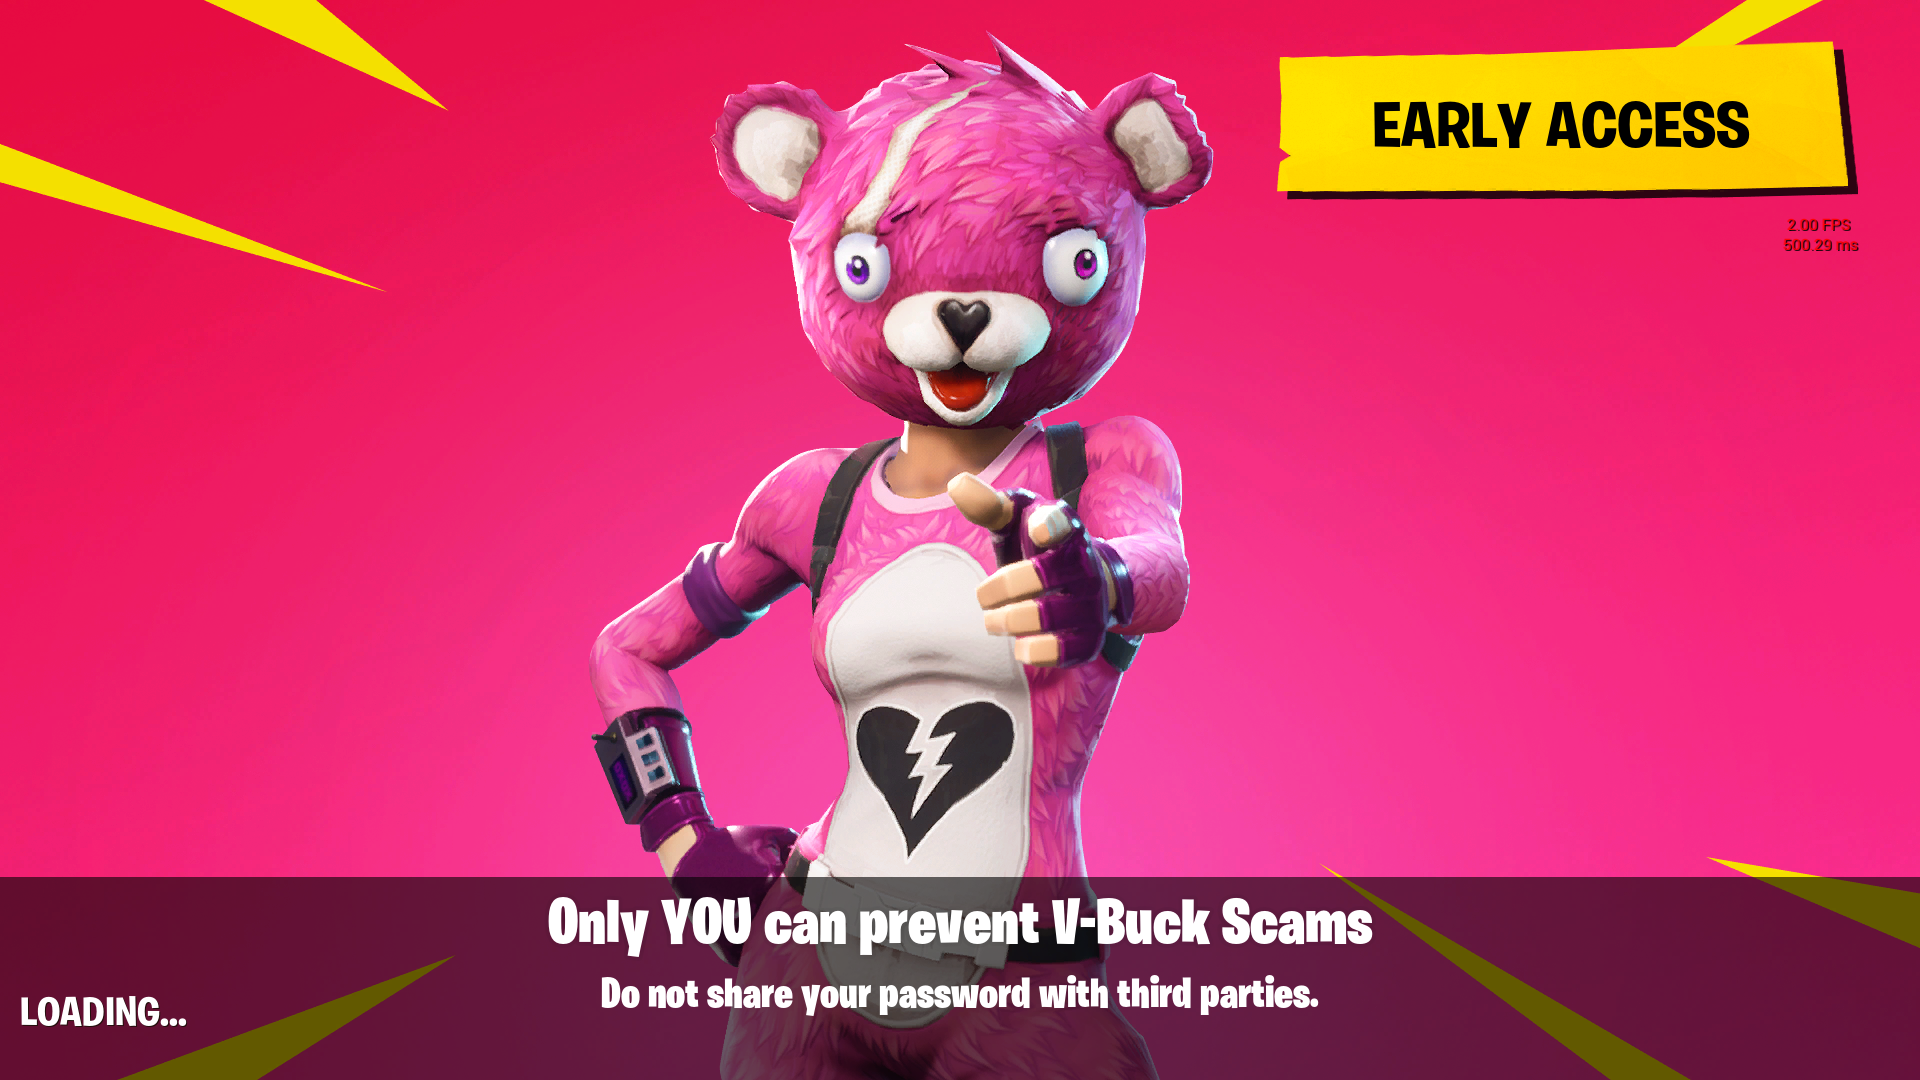 EARLY ACCESS
2.00 FPS
500.29 ms
Only YOU can prevent V-Buck Scams
Do not share your password with third parties.
LOADING...